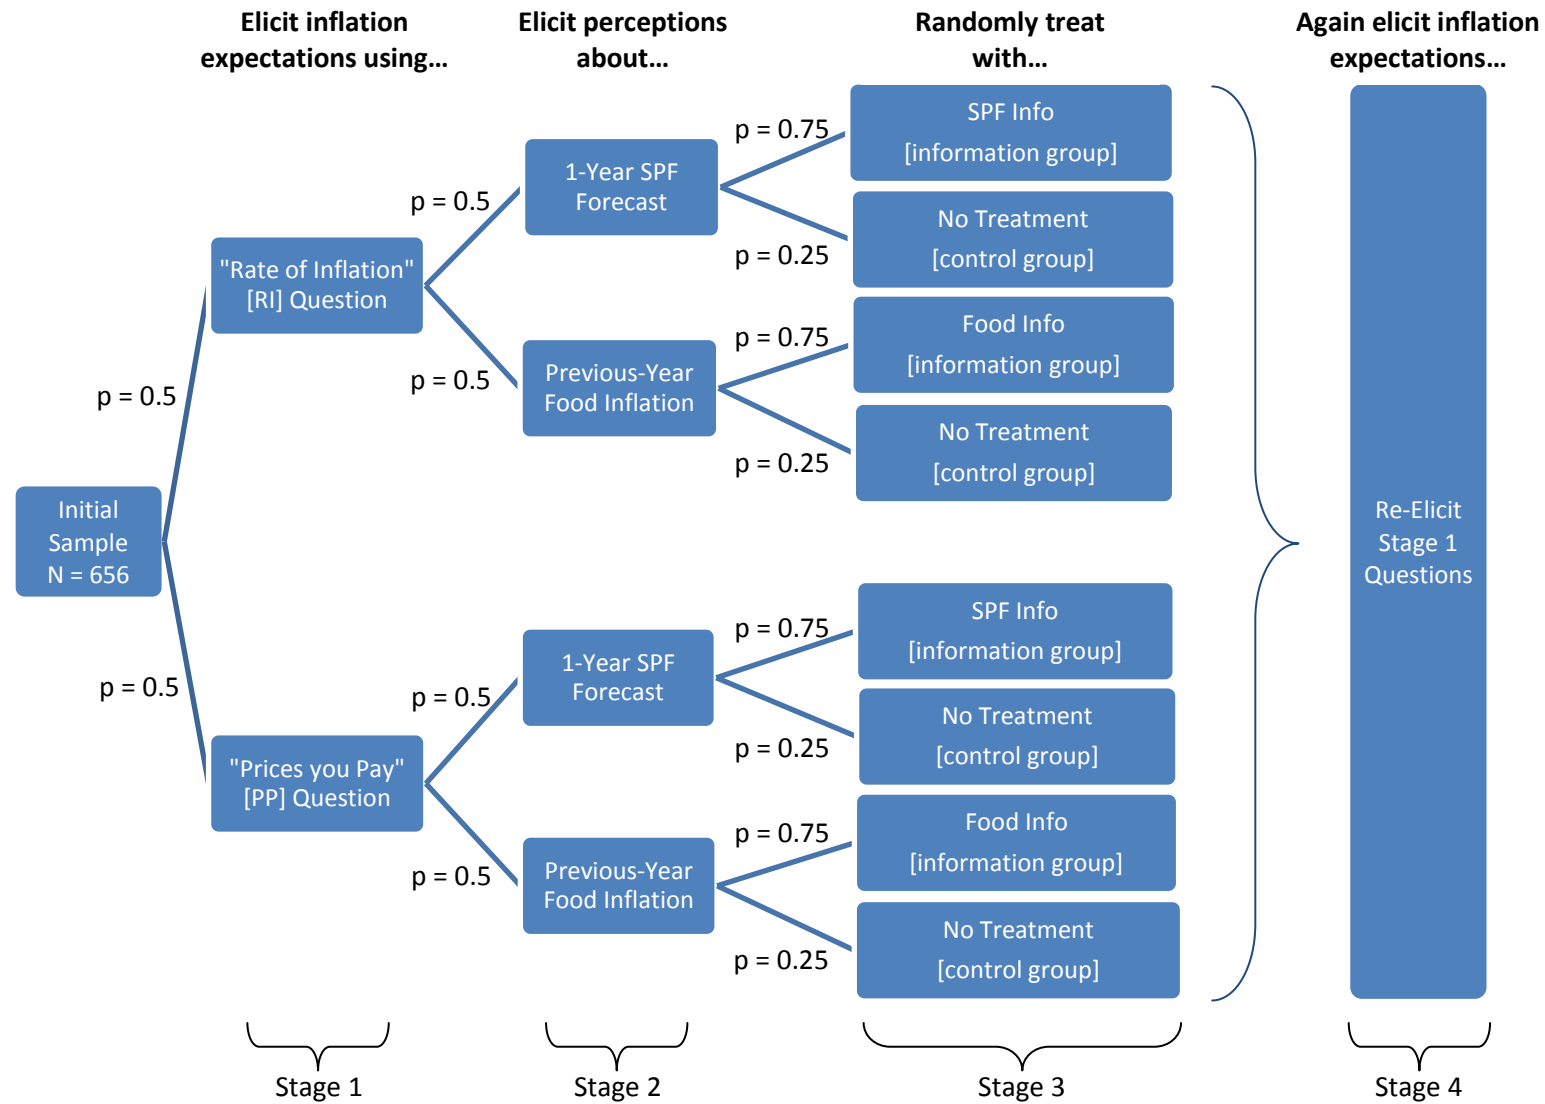 Elicit inflation
expectations using…
Elicit perceptions
about…
Randomly treat
with…
Again elicit inflation
expectations…
Initial
Sample
N = 656
p = 0.5
p = 0.5
"Rate of Inflation"
[RI] Question
p = 0.5
p = 0.5
1-Year SPF
Forecast
p = 0.75
p = 0.25
SPF Info
[information group]
No Treatment
[control group]
Previous-Year
Food Inflation
p = 0.75
p = 0.25
Food Info
[information group]
No Treatment
[control group]
"Prices you Pay"
[PP] Question
p = 0.5
p = 0.5
1-Year SPF
Forecast
p = 0.75
p = 0.25
SPF Info
[information group]
No Treatment
[control group]
Previous-Year
Food Inflation
p = 0.75
p = 0.25
Food Info
[information group]
No Treatment
[control group]
Re-Elicit
Stage 1
Questions
Stage 1
Stage 2
Stage 3
Stage 4